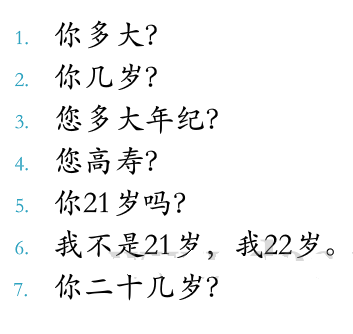 1. 你多大?
2. 你几岁?
3. 您多大年纪?
4. 您高寿?
5. 你21岁吗?
6. 我不是21岁，我22岁。
7. 你二十几岁?